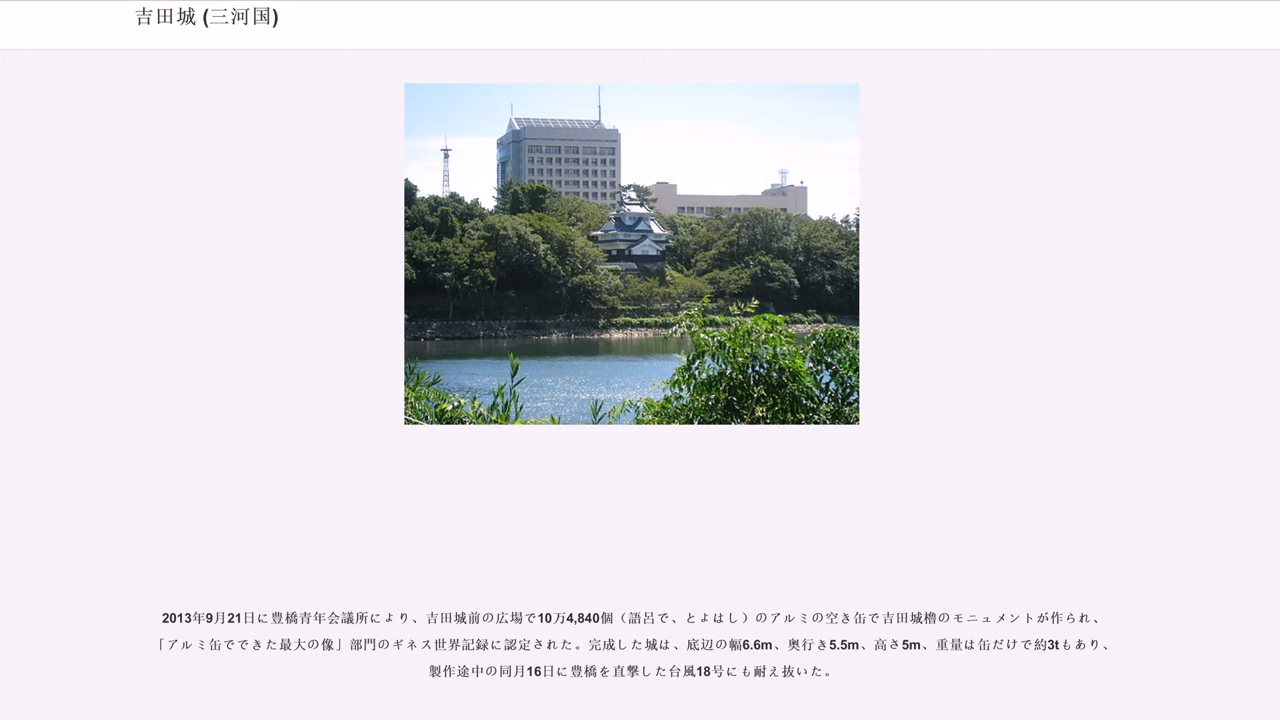 吉田城 (三河国)
2013年9月21日に豊橋青年会議所により、吉田城前の広場で10万4,840個（語呂で、とよはし）のアルミの空き缶で吉田城櫓のモニュメントが作られ、
「アルミ缶でできた最大の像」部門のギネス世界記録に認定された。完成した城は、底辺の幅6.6m、奥行き5.5m、高さ5m、重量は缶だけで約3tもあり、
製作途中の同月16日に豊橋を直撃した台風18号にも耐え抜いた。